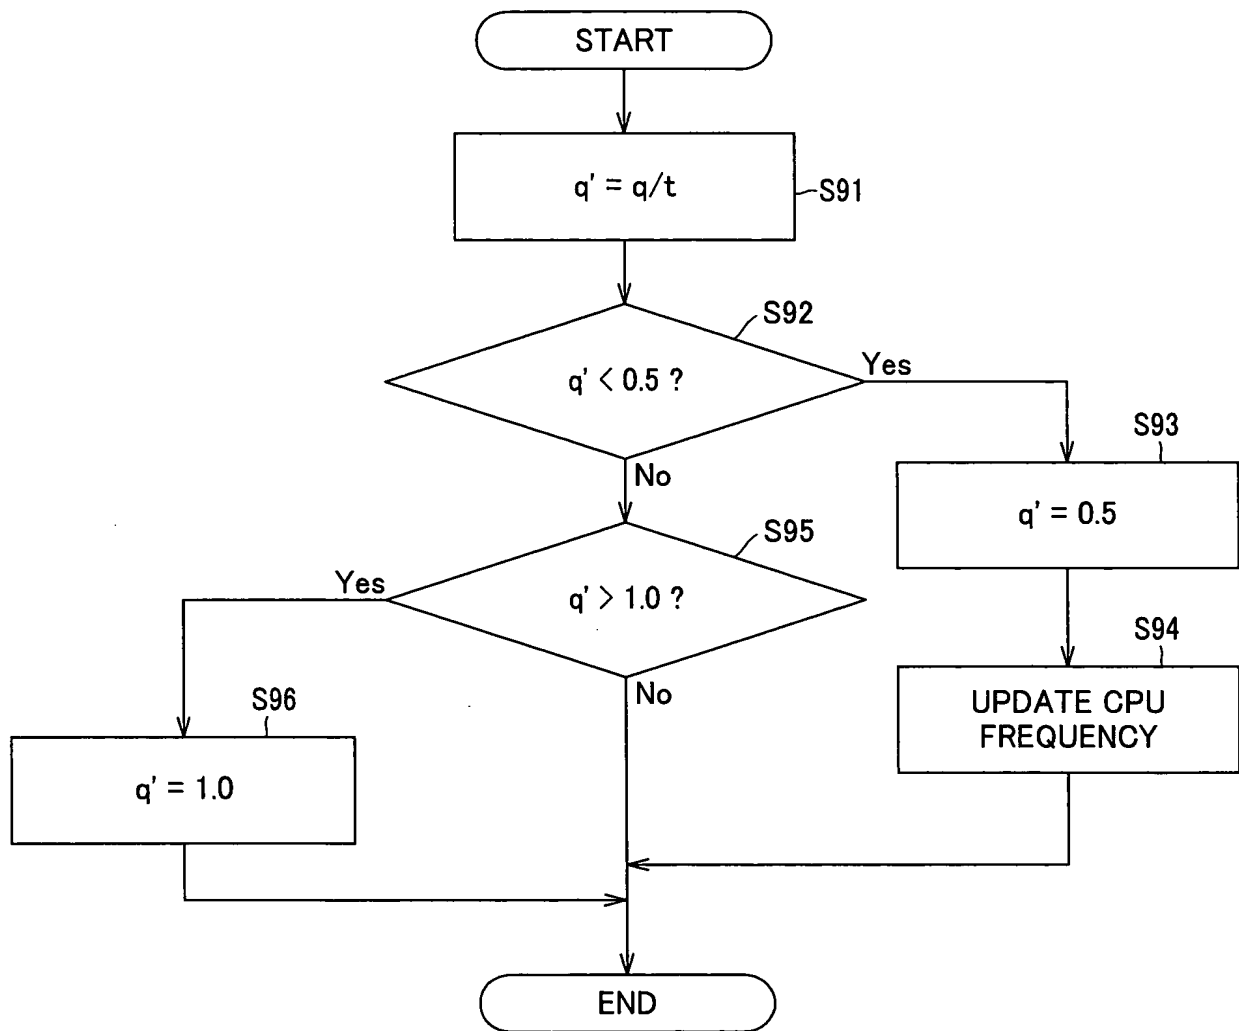 START
q' = q/t
S91
S92
q' < 0.5 ?
Yes
No
S93
q' = 0.5
S95
q' > 1.0 ?
Yes
No
S94
UPDATE CPU
FREQUENCY
S96
q' = 1.0
END